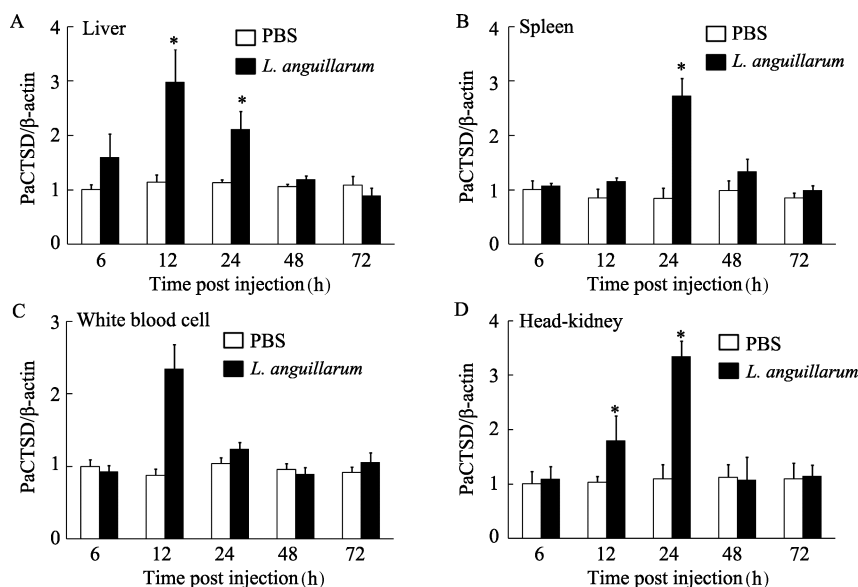 A
Liver
PBS
L. anguillarum
PaCTSD/β-actin
4
3
2
1
0
*
*
6 12 24 48 72
Time post injection (h)
B
Spleen
PBS
L. anguillarum
PaCTSD/β-actin
4
3
2
1
0
*
6 12 24 48 72
Time post injection (h)
C
White blood cell
PBS
L. anguillarum
PaCTSD/β-actin
3
2
1
0
6 12 24 48 72
Time post injection (h)
D
Head-kidney
PBS
L. anguillarum
PaCTSD/β-actin
4
3
2
1
0
*
*
6 12 24 48 72
Time post injection (h)